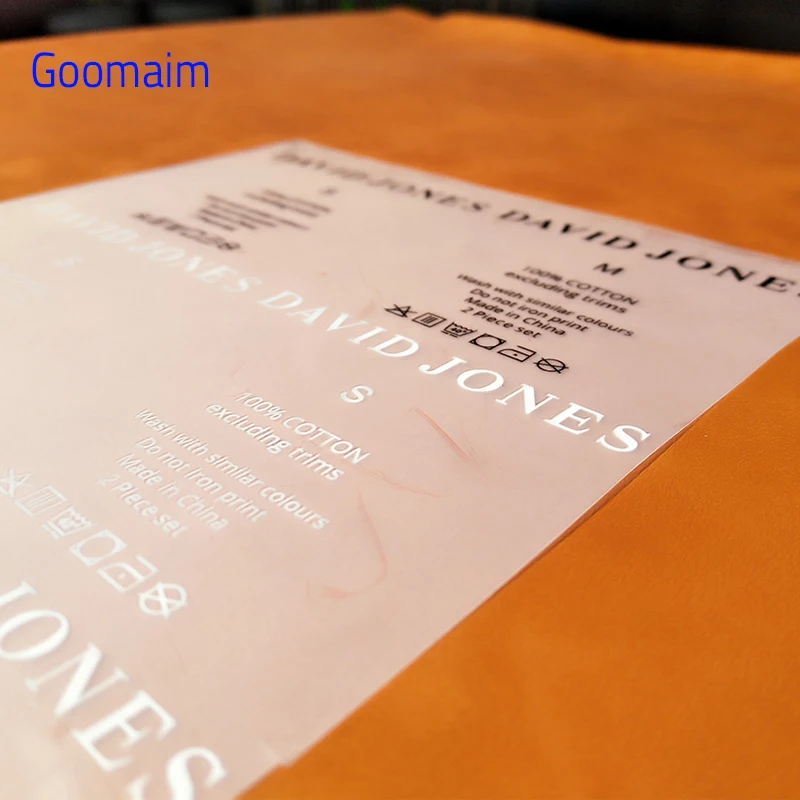 Goomaim
DAVID JONES DAVID JONES
S
M
100% COTTON
excluding trims
Wash with similar colours
Do not iron print
Made in China
2 Piece set
DAVID JONES DAVID JONES
S
S
100% COTTON
excluding trims
Wash with similar colours
Do not iron print
Made in China
2 Piece set
JONES